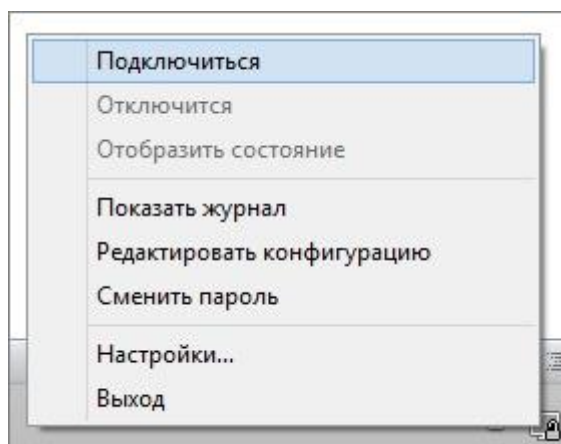 Подключиться
Отключится
Отобразить состояние
Показать журнал
Редактировать конфигурацию
Сменить пароль
Настройки...
Выход